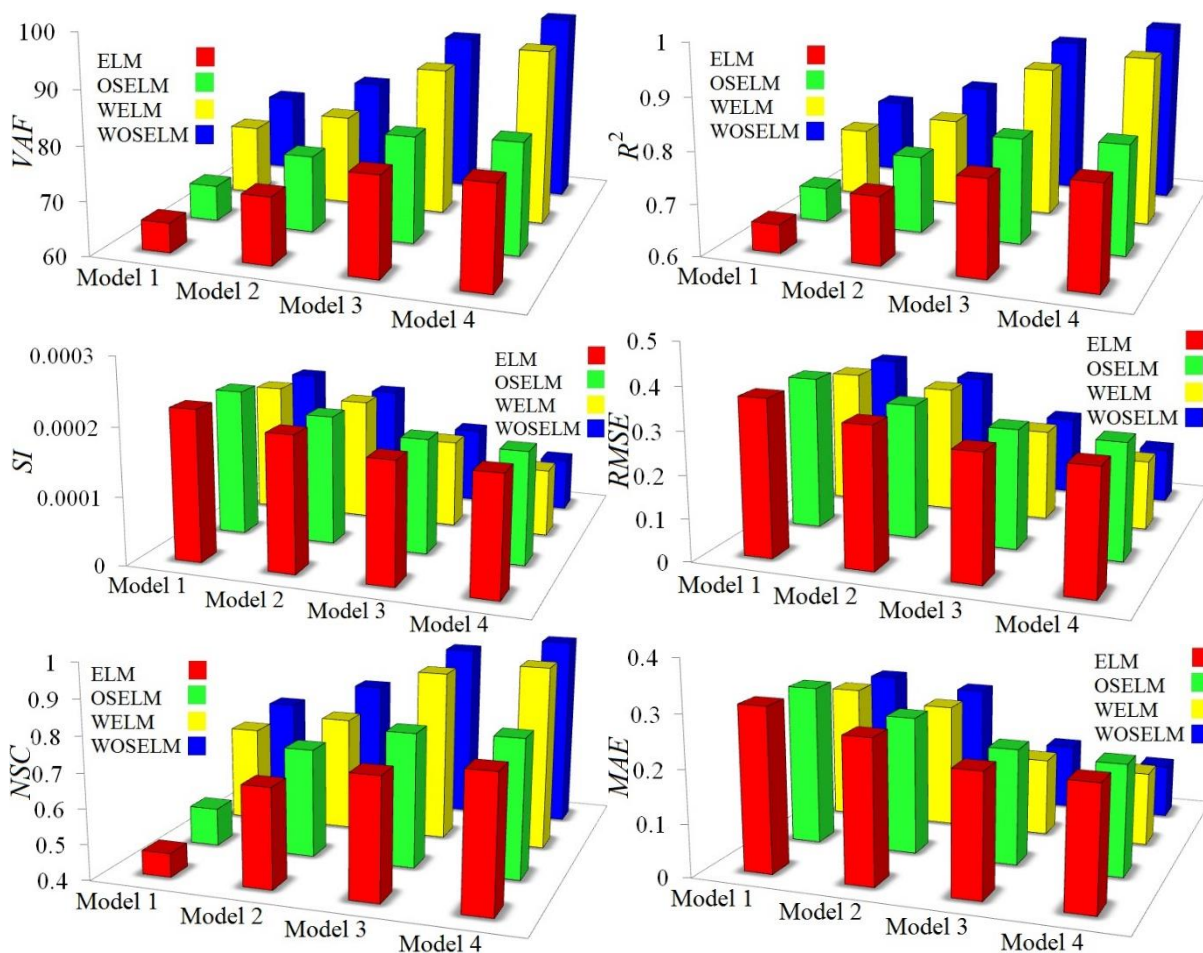 100
90
80
70
60
VAF
ELM
OSELM
WELM
WOSELM
Model 1
Model 2
Model 3
Model 4
1
0.9
0.8
0.7
0.6
R²
ELM
OSELM
WELM
WOSELM
Model 1
Model 2
Model 3
Model 4
0.0003
0.0002
0.0001
0
SI
ELM
OSELM
WELM
WOSELM
Model 1
Model 2
Model 3
Model 4
0.5
0.4
0.3
0.2
0.1
0
RMSE
ELM
OSELM
WELM
WOSELM
Model 1
Model 2
Model 3
Model 4
1
0.9
0.8
0.7
0.6
0.5
0.4
NSC
ELM
OSELM
WELM
WOSELM
Model 1
Model 2
Model 3
Model 4
0.4
0.3
0.2
0.1
0
MAE
ELM
OSELM
WELM
WOSELM
Model 1
Model 2
Model 3
Model 4